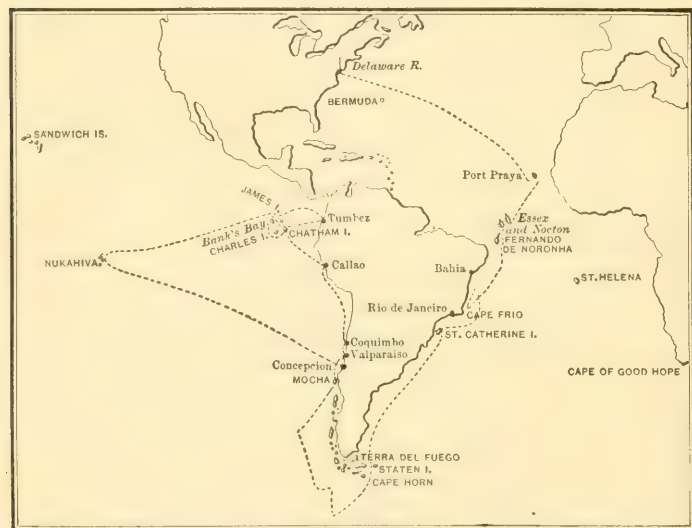 Delaware R.
BERMUDA
SANDWICH IS.
Port Praya
JAMES I.
Essex
and Nocton
FERNANDO
DE NORONHA
Tumbez
Bank's Bay
CHATHAM I.
CHARLES I.
NUKAHIVA
Callao
Bahia
ST. HELENA
Rio de Janeiro
CAPE FRIO
ST. CATHERINE I.
Coquimbo
Valparaiso
Concepcion
MOCHA
CAPE OF GOOD HOPE
TERRA DEL FUEGO
STATEN I.
CAPE HORN